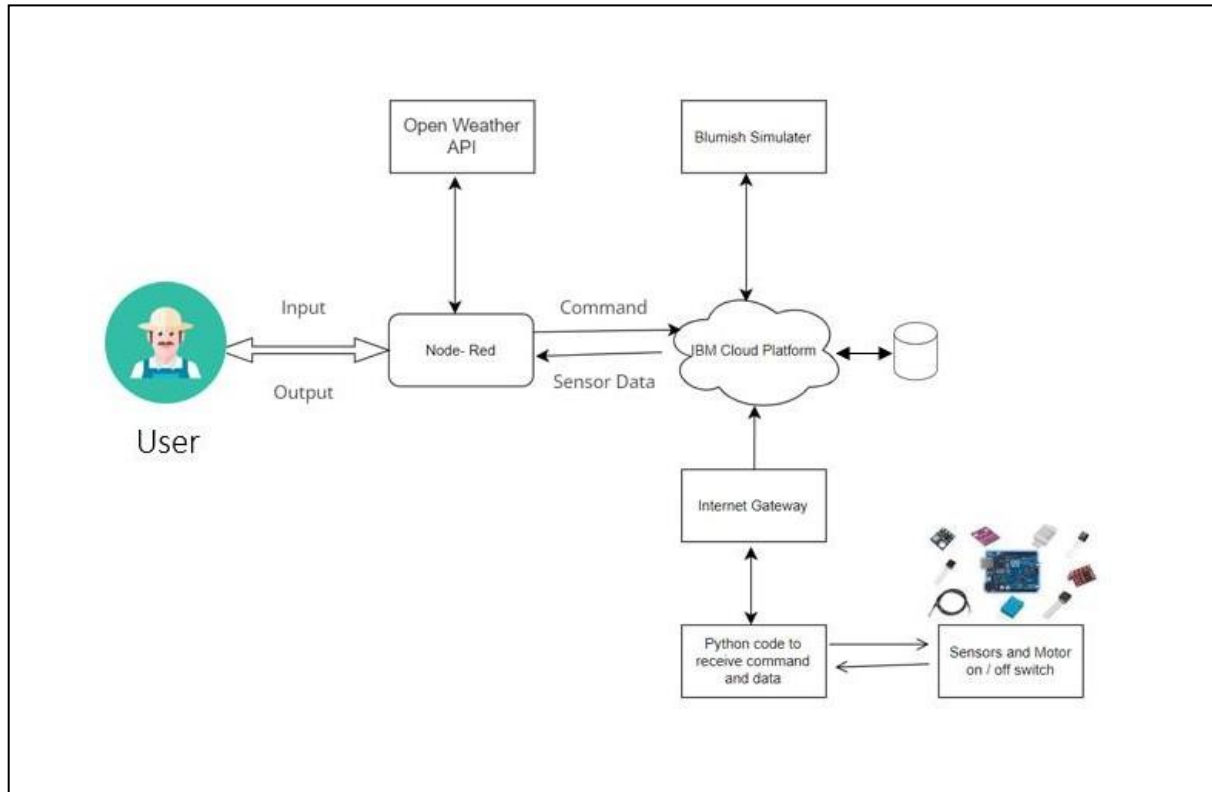 Open Weather
API
Blumish Simulater
Input
Command
Node- Red
IBM Cloud Platform
Output
Sensor Data
User
Internet Gateway
Python code to
receive command
and data
Sensors and Motor
on / off switch